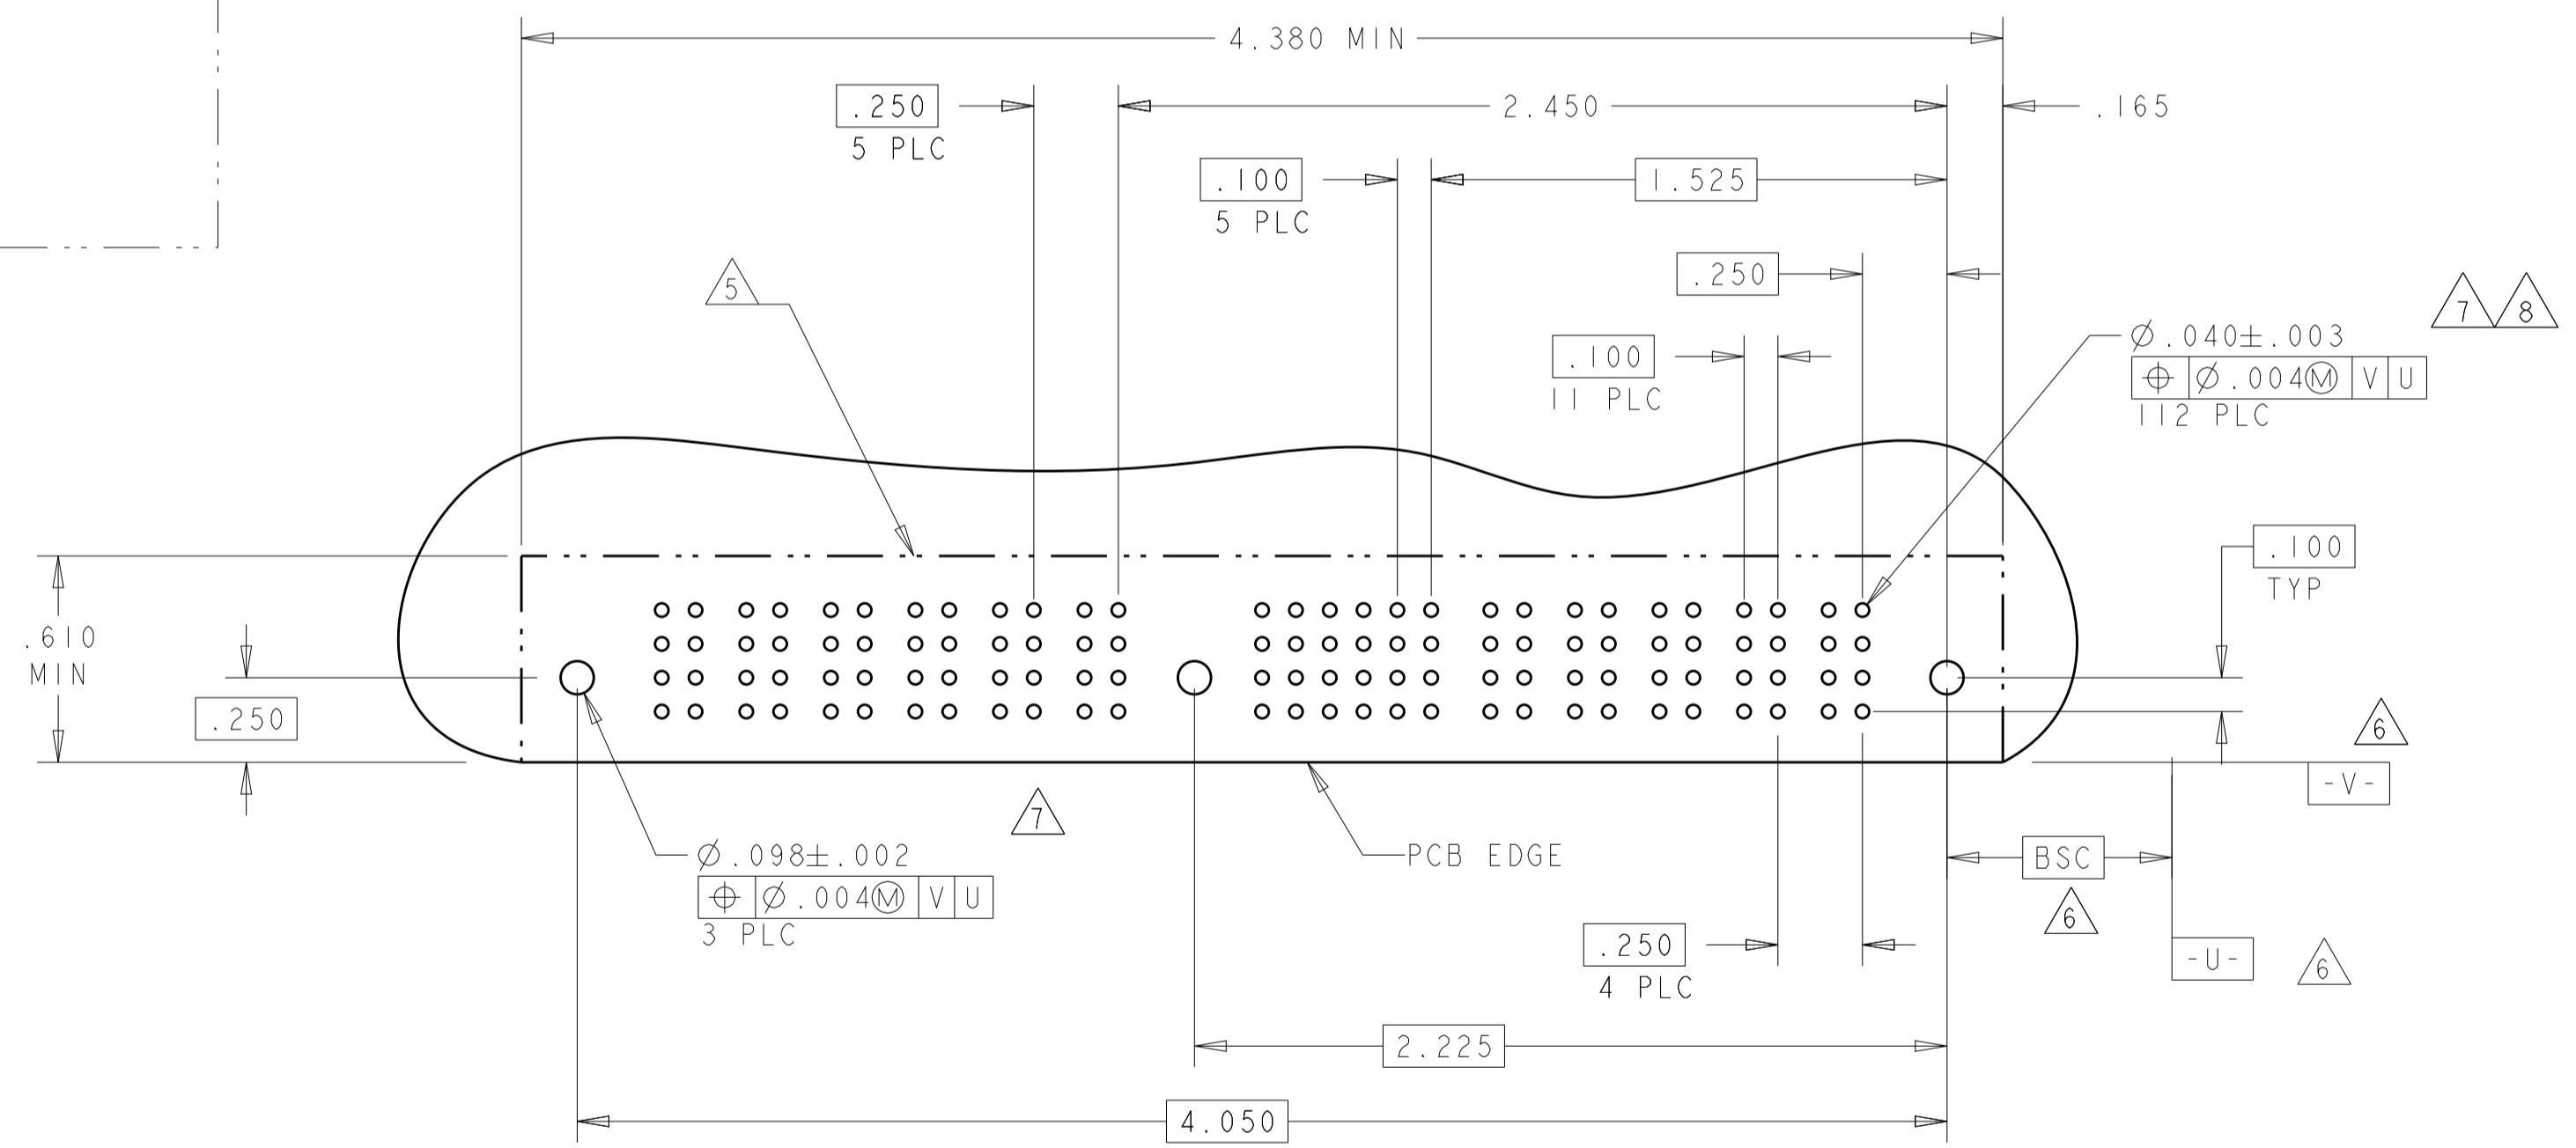 4.380 MIN
.250
5 PLC
2.450
.165
.100
5 PLC
1.525
.250
5
7 8
.100
11 PLC
Ø.040±.003
⌖ Ø.004Ⓜ V U
112 PLC
.100
TYP
.610
MIN
.250
6
-V-
7
Ø.098±.002
⌖ Ø.004Ⓜ V U
3 PLC
PCB EDGE
BSC
6
.250
4 PLC
-U-
6
2.225
4.050